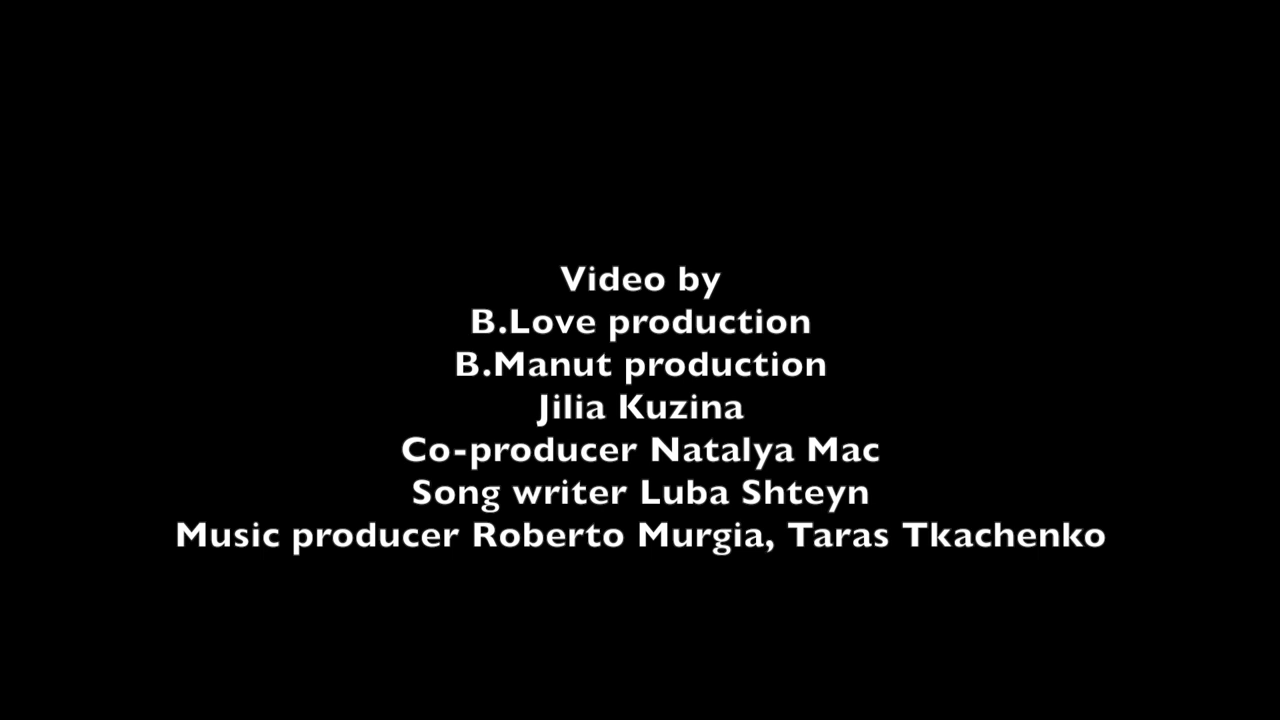 Video by
B.Love production
B.Manut production
Jilia Kuzina
Co-producer Natalya Mac
Song writer Luba Shteyn
Music producer Roberto Murgia, Taras Tkachenko